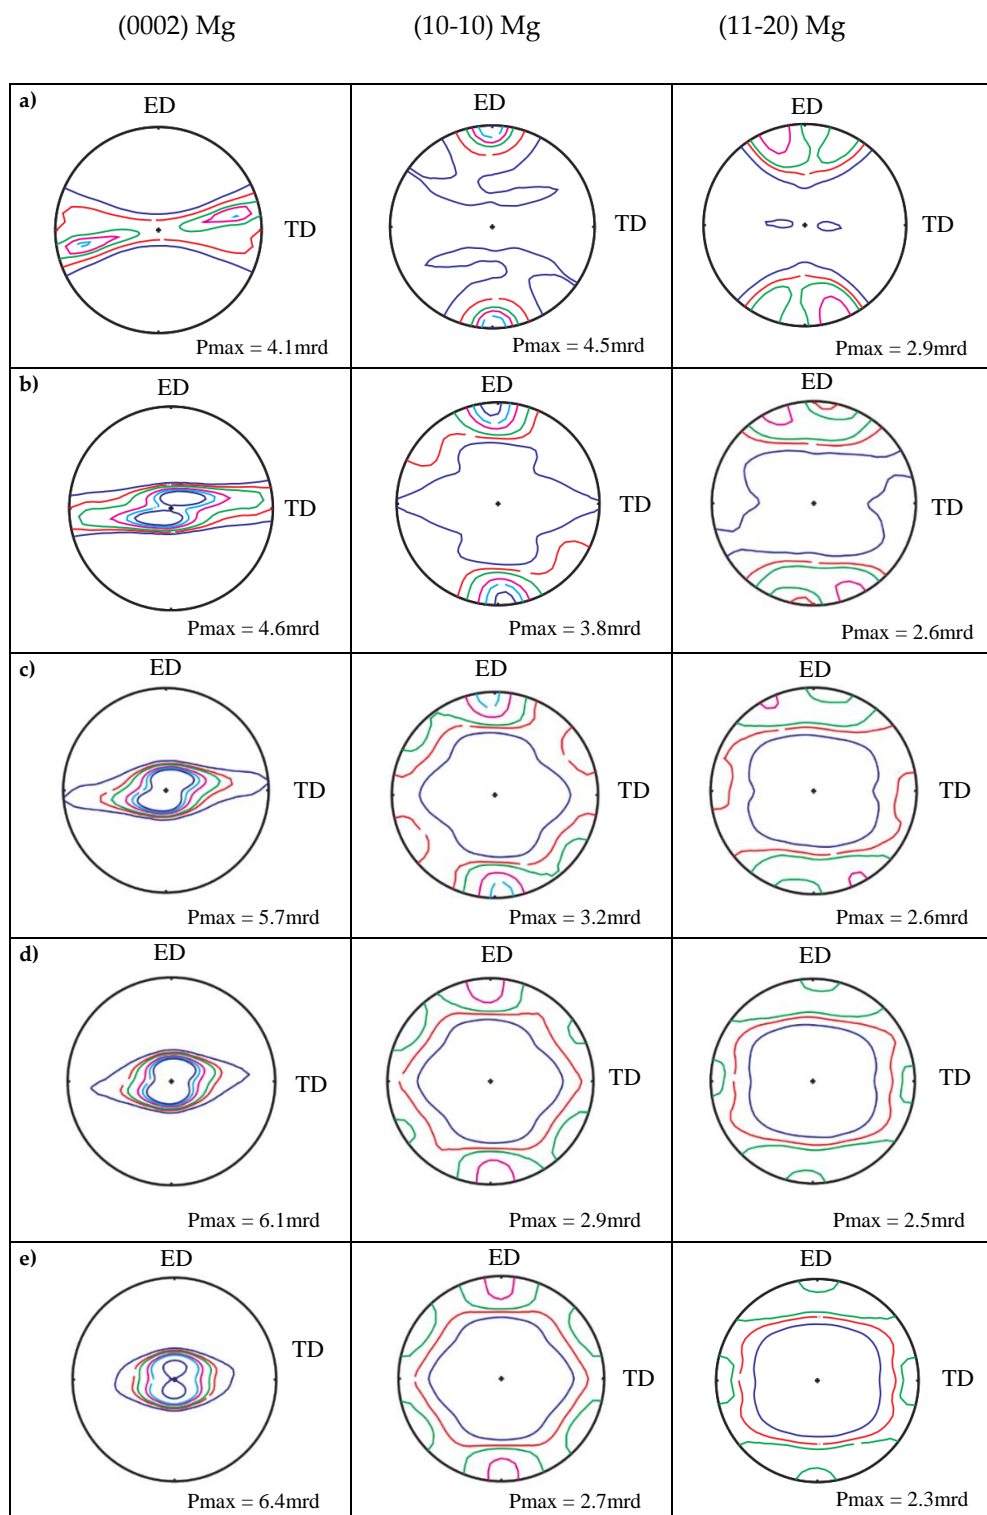 (0002) Mg (10-10) Mg (11-20) Mg
a) ED ED ED
TD TD TD
Pmax = 4.1mrd Pmax = 4.5mrd Pmax = 2.9mrd
b) ED ED ED
TD TD TD
Pmax = 4.6mrd Pmax = 3.8mrd Pmax = 2.6mrd
c) ED ED ED
TD TD TD
Pmax = 5.7mrd Pmax = 3.2mrd Pmax = 2.6mrd
d) ED ED ED
TD TD TD
Pmax = 6.1mrd Pmax = 2.9mrd Pmax = 2.5mrd
e) ED ED ED
TD TD TD
Pmax = 6.4mrd Pmax = 2.7mrd Pmax = 2.3mrd